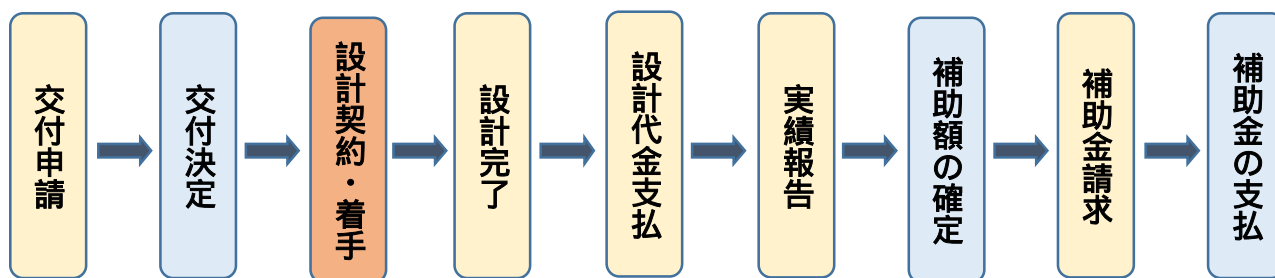 交付申請
交付決定
設計契約・着手
設計完了
設計代金支払
実績報告
補助額の確定
補助金請求
補助金の支払